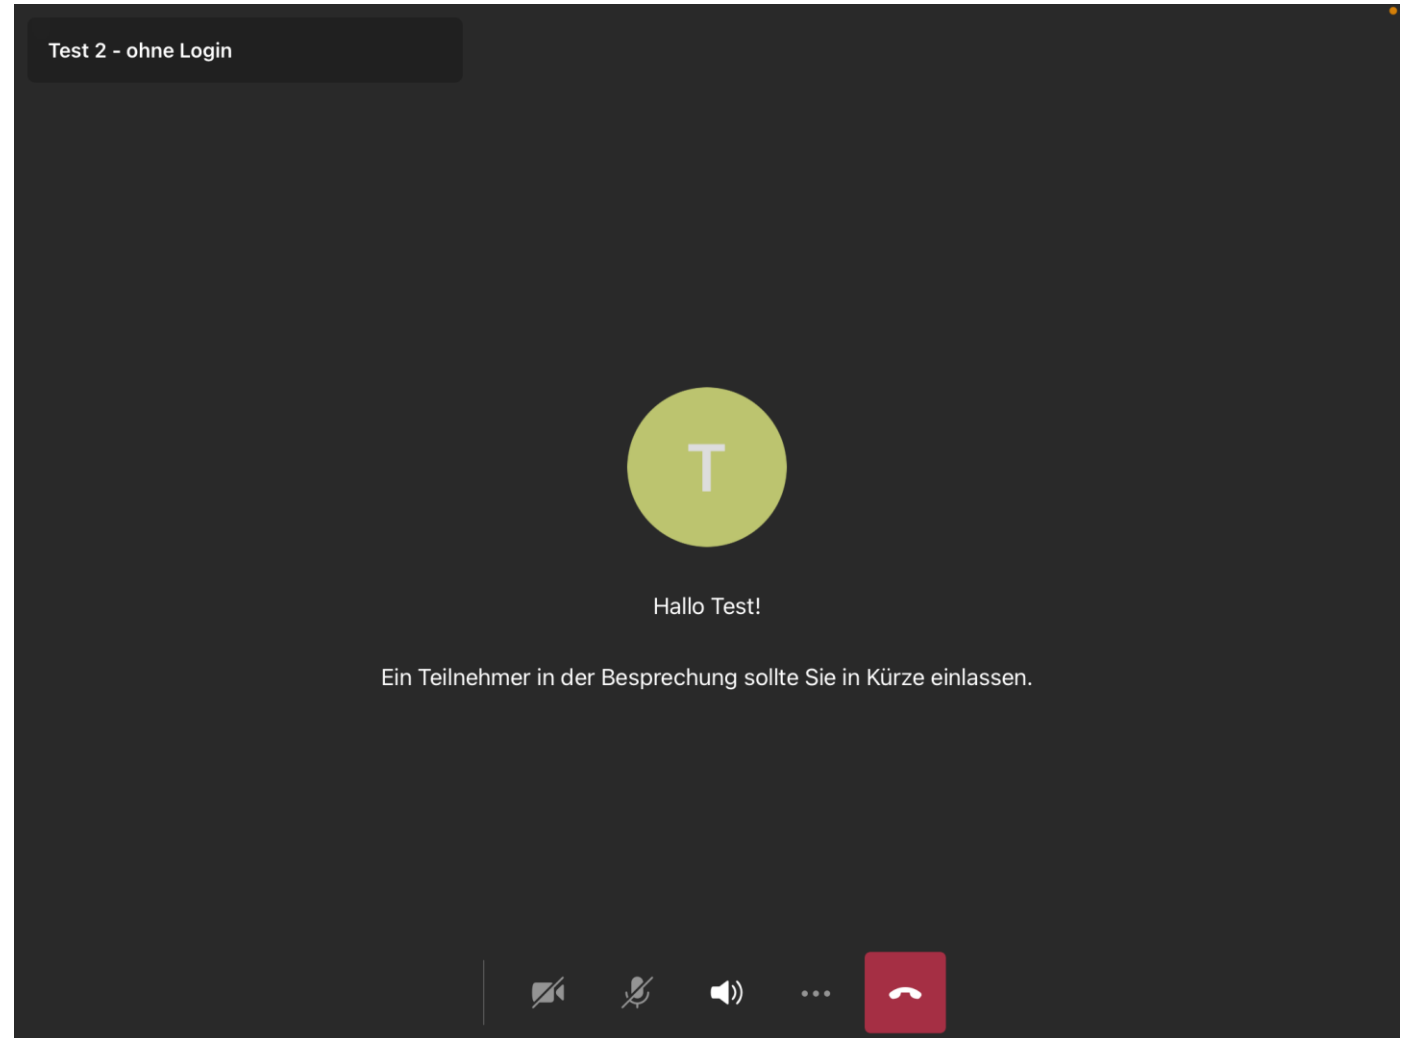 Test 2 - ohne Login
T
Hallo Test!
Ein Teilnehmer in der Besprechung sollte Sie in Kürze einlassen.